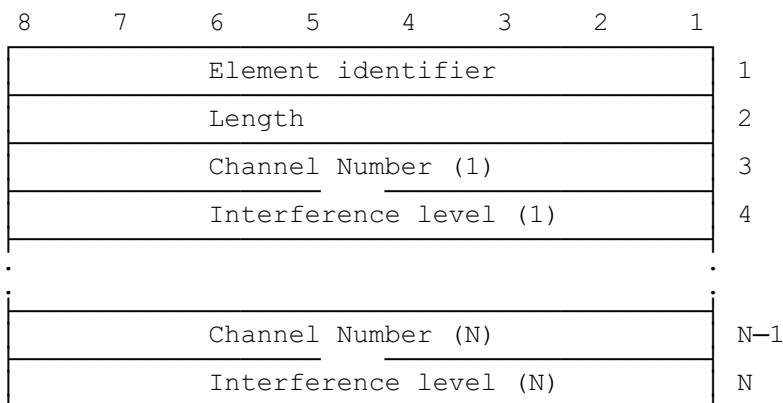 8 7 6 5 4 3 2 1
Element identifier 1
Length 2
Channel Number (1) 3
Interference level (1) 4
Channel Number (N) N-1
Interference level (N) N